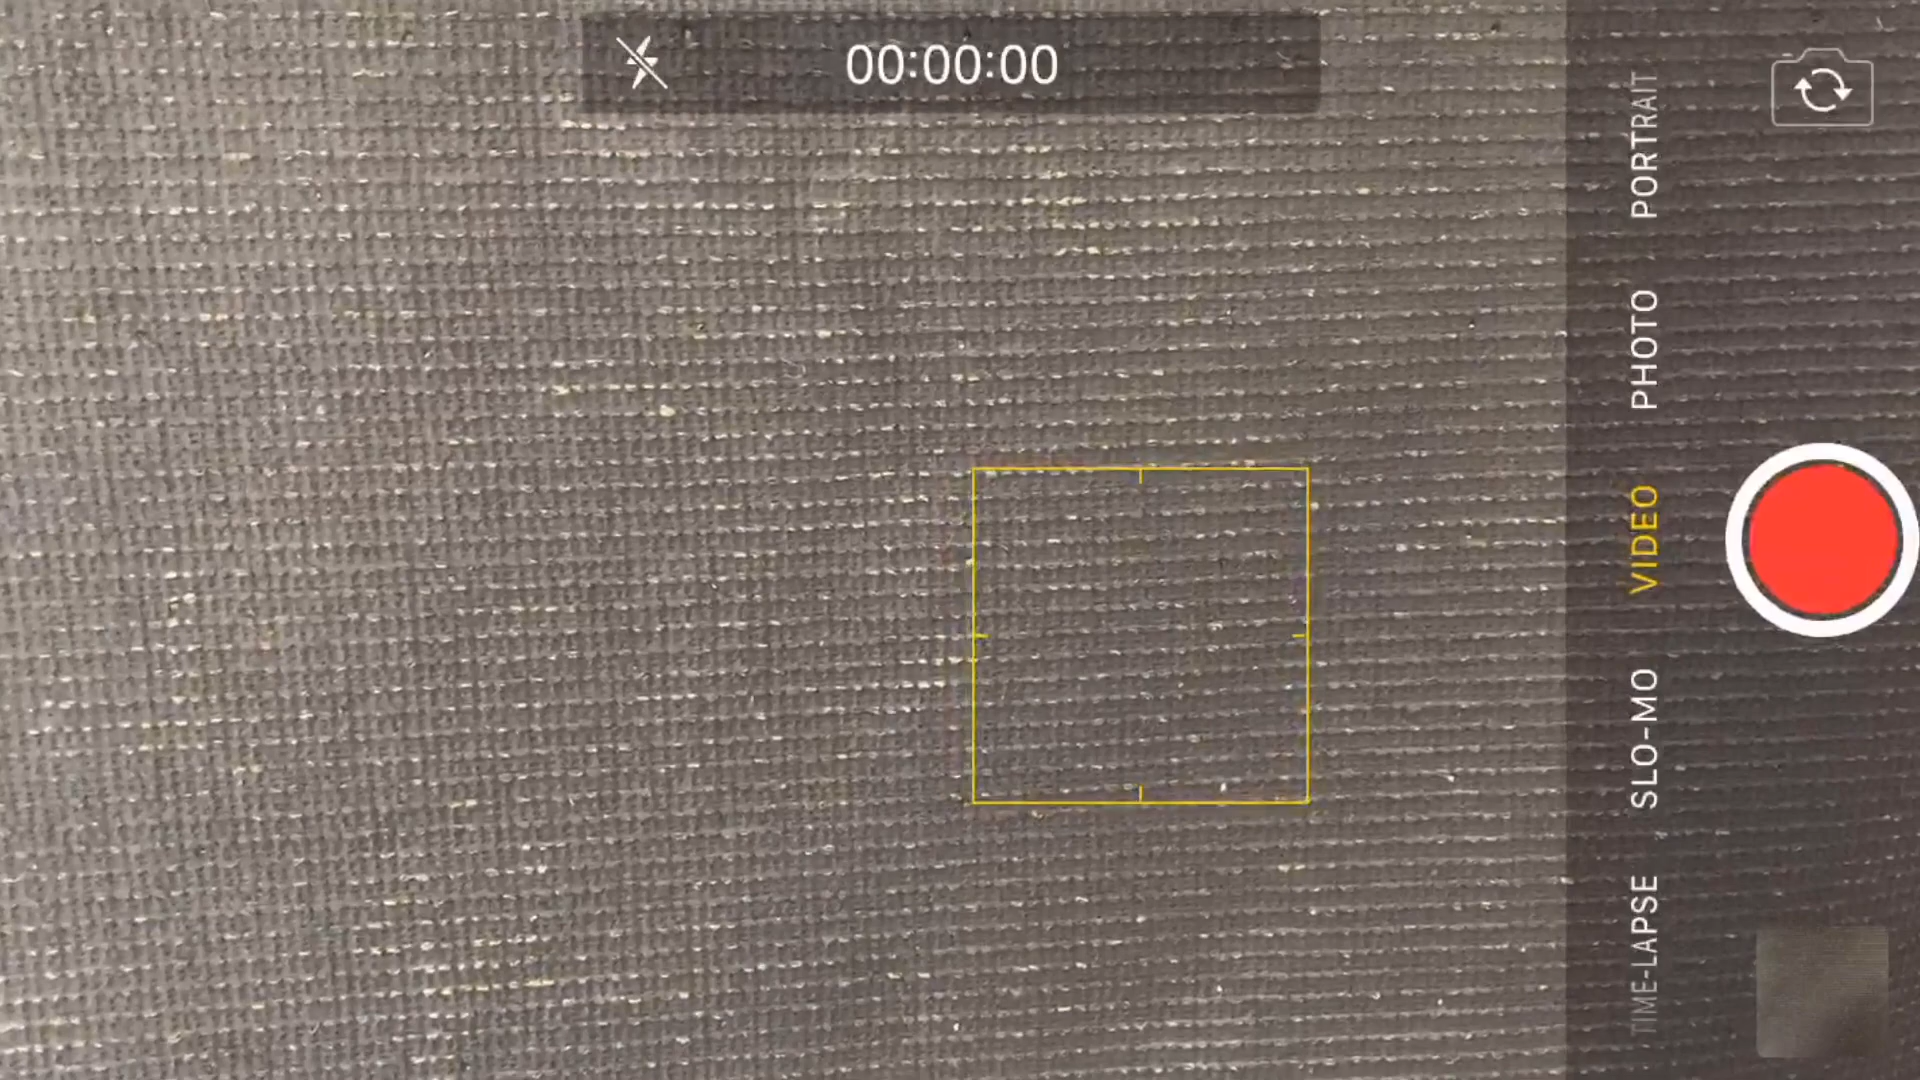 00:00:00
PORTRAIT
PHOTO
VIDEO
SLO-MO
TIME-LAPSE